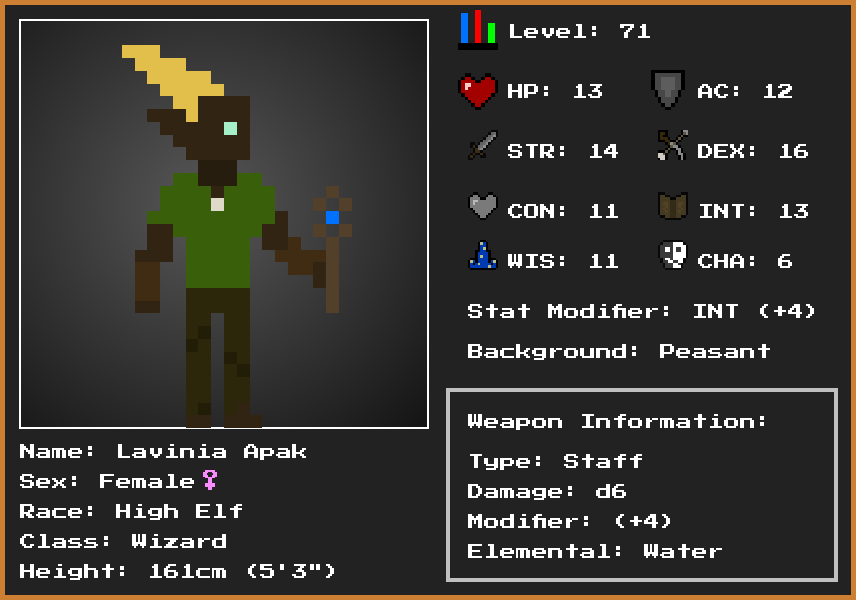 Level: 71
HP: 13
AC: 12
STR: 14
DEX: 16
CON: 11
INT: 13
WIS: 11
CHA: 6
Stat Modifier: INT (+4)
Background: Peasant
Weapon Information:
Type: Staff
Damage: d6
Modifier: (+4)
Elemental: Water
Name: Lavinia Apak
Sex: Female♀
Race: High Elf
Class: Wizard
Height: 161cm (5'3")